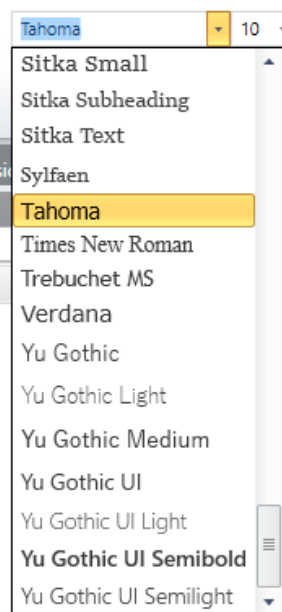 Tahoma 10
Sitka Small
Sitka Subheading
Sitka Text
Sylfaen
Tahoma
Times New Roman
Trebuchet MS
Verdana
Yu Gothic
Yu Gothic Light
Yu Gothic Medium
Yu Gothic UI
Yu Gothic UI Light
Yu Gothic UI Semibold
Yu Gothic UI Semilight